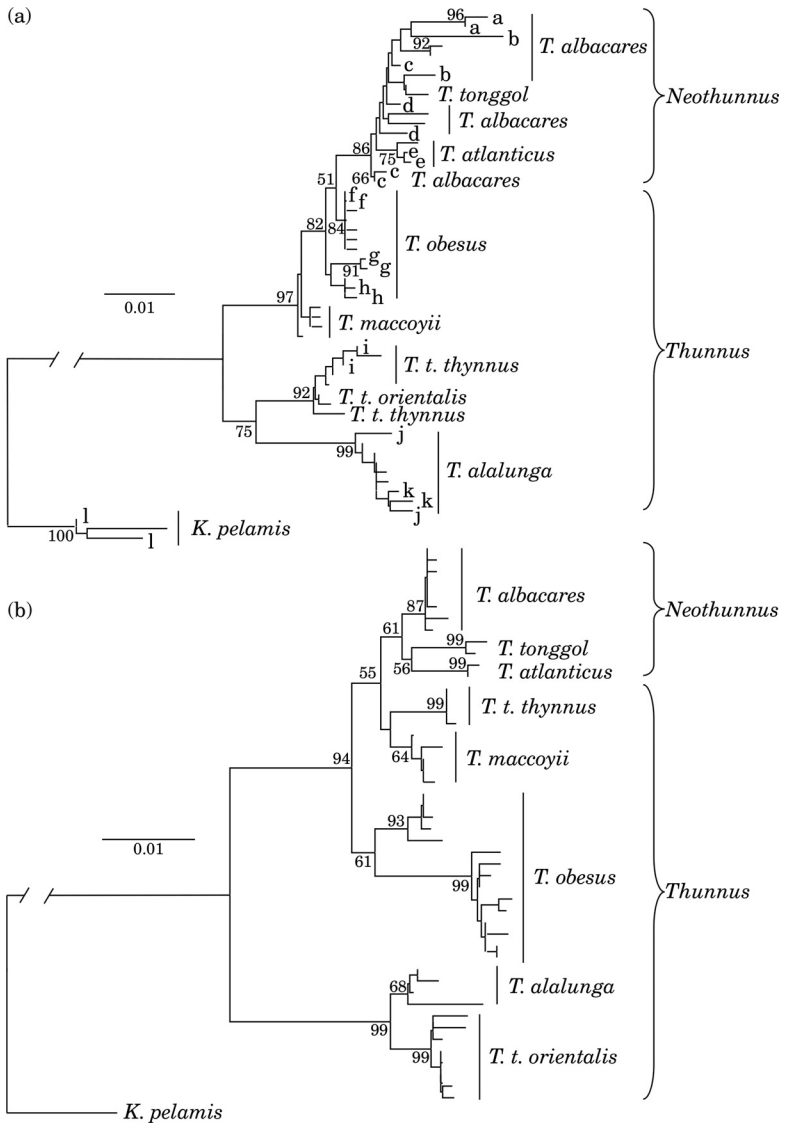 (a)
96 a
a
b
92
T. albacares
c
b
T. tonggol
Neothunnus
d
T. albacares
d
86
75 e
e
T. atlanticus
66 c
c
T. albacares
51
f
f
82
84
T. obesus
g
g
91
h
h
0.01
97
T. maccoyii
i
i
T. t. thynnus
Thunnus
92
T. t. orientalis
T. t. thynnus
75
j
99
T. alalunga
k
k
j
l
100
l
K. pelamis
(b)
T. albacares
87
Neothunnus
61
99
T. tonggol
56
99
T. atlanticus
55
99
T. t. thynnus
64
T. maccoyii
94
93
0.01
61
99
T. obesus
Thunnus
68
T. alalunga
99
99
T. t. orientalis
K. pelamis